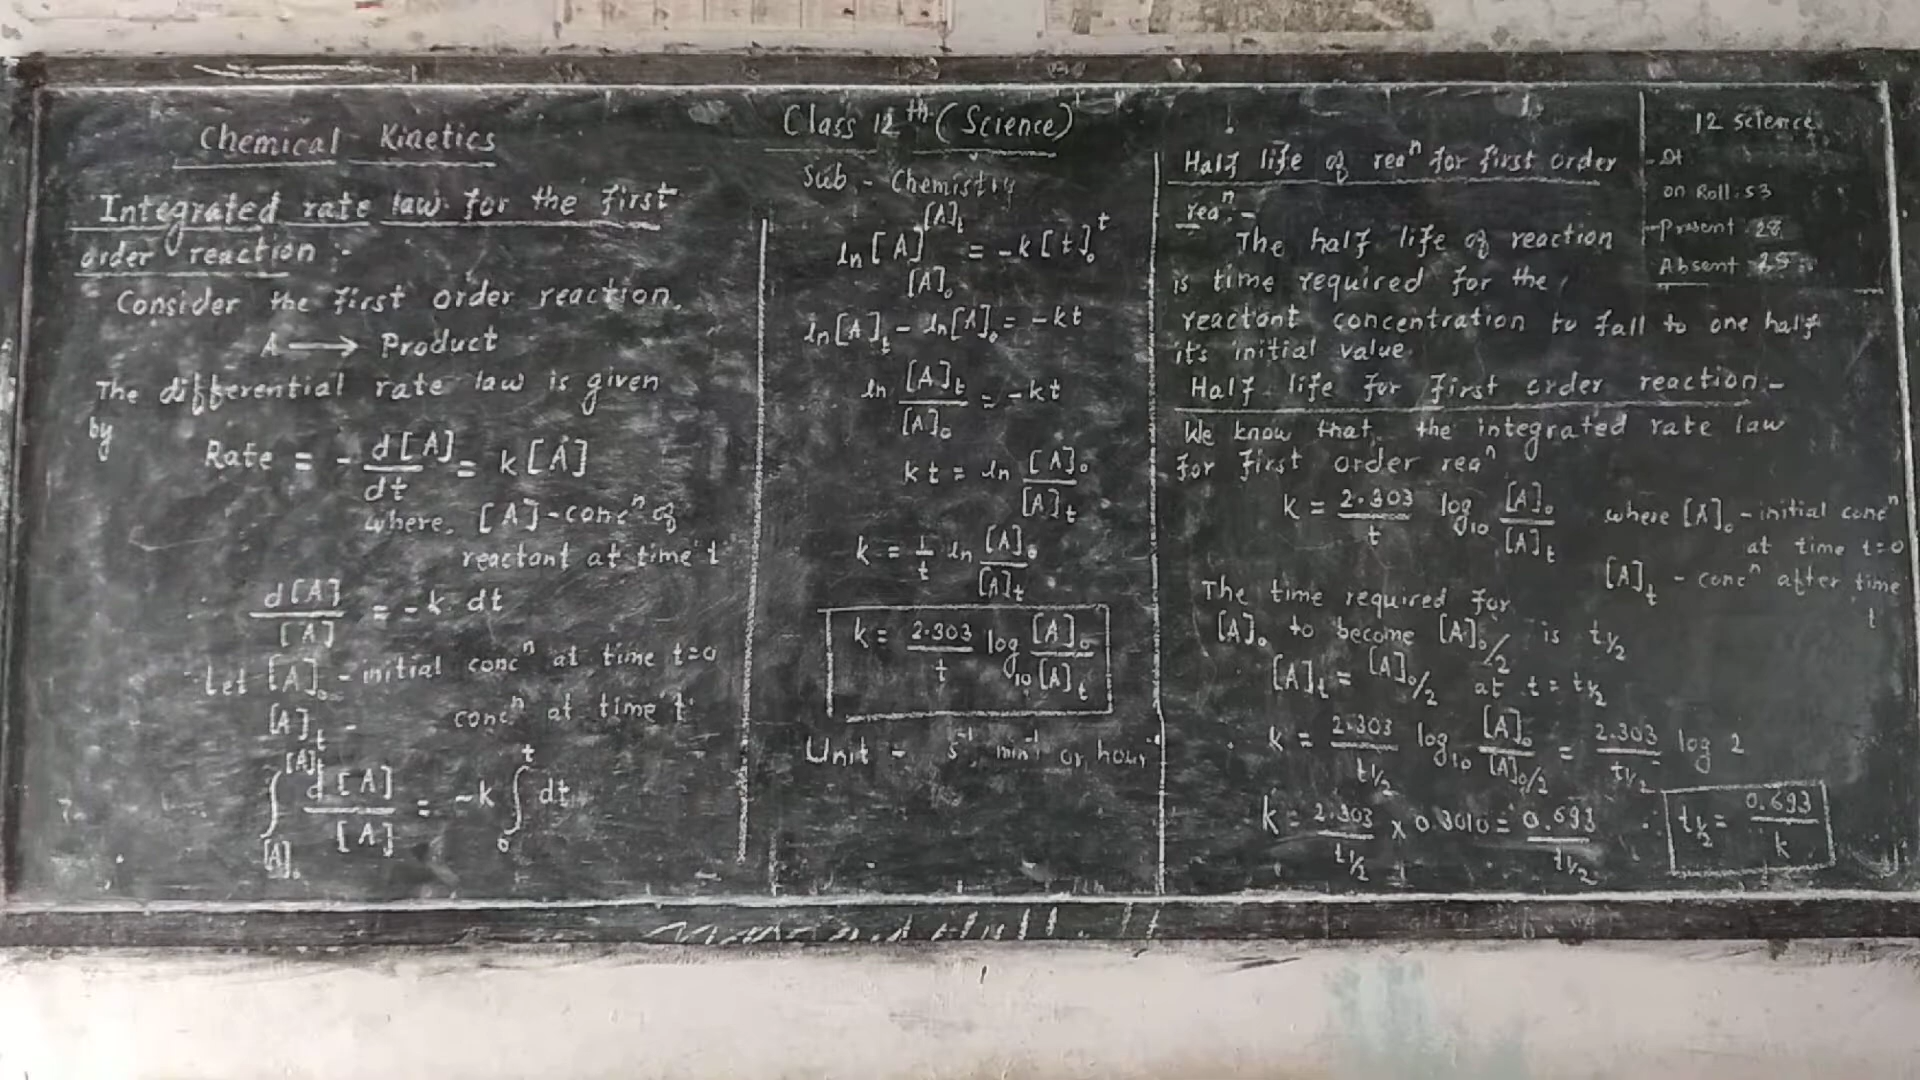 Chemical Kinetics
Integrated rate law for the first
order reaction :-
Consider the first order reaction.
A ⟶ Product
The differential rate law is given
by
Rate = - d[A]/dt = k[A]
where, [A] - concⁿ of
reactant at time 't'
d[A]/[A] = -k dt
Let [A]₀ - initial concⁿ at time t=0
[A]t - concⁿ at time 't'
∫[A]₀^[A]t d[A]/[A] = -k ∫₀^t dt
Class 12th (Science)
Sub - Chemistry
ln[A] [A]t [A]₀ = -k[t]₀^t
ln[A]t - ln[A]₀ = -kt
ln [A]t/[A]₀ = -kt
kt = ln [A]₀/[A]t
k = 1/t ln [A]₀/[A]t
k = 2.303/t log₁₀ [A]₀/[A]t
Unit - s⁻¹, min⁻¹ or hour⁻¹
Half life of reaⁿ for first order
reaⁿ :-
The half life of reaction
is time required for the
reactant concentration to fall to one half
it's initial value.
Half life for first order reaction :-
We know that, the integrated rate law
for first order reaⁿ
k = 2.303/t log₁₀ [A]₀/[A]t where [A]₀ - initial concⁿ
at time t=0
[A]t - concⁿ after time
t
The time required for
[A]₀ to become [A]₀/2 is t1/2
[A]t = [A]₀/2 at t = t1/2
k = 2.303/t1/2 log₁₀ [A]₀/[A]₀/2 = 2.303/t1/2 log 2
k = 2.303/t1/2 × 0.3010 = 0.693/t1/2 ∴ t1/2 = 0.693/k
12 science
Dt
on Roll: 53
Present: 28
Absent: